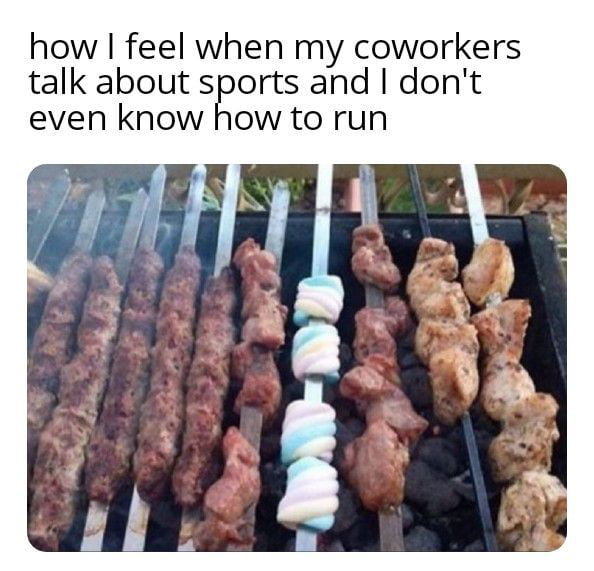 how I feel when my coworkers
talk about sports and I don't
even know how to run